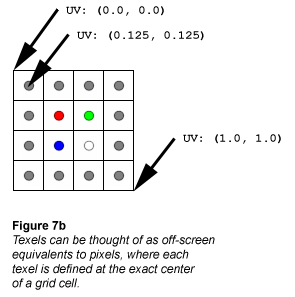 UV: (0.0, 0.0)
UV: (0.125, 0.125)
UV: (1.0, 1.0)
Figure 7b
Texels can be thought of as off-screen
equivalents to pixels, where each
texel is defined at the exact center
of a grid cell.